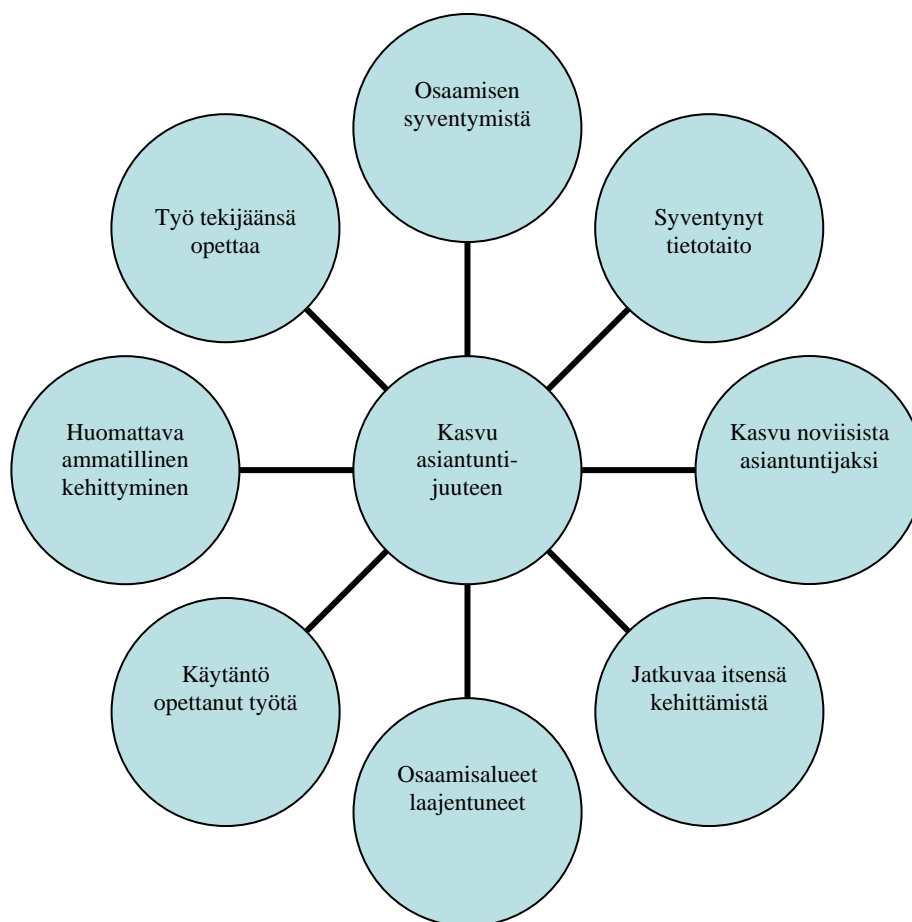 Osaamisen
syventymistä
Työ tekijäänsä
opettaa
Syventynyt
tietotaito
Huomattava
ammatillinen
kehittyminen
Kasvu
asiantunti-
juuteen
Kasvu noviisista
asiantuntijaksi
Käytäntö
opettanut työtä
Jatkuvaa itsensä
kehittämistä
Osaamisalueet
laajentuneet